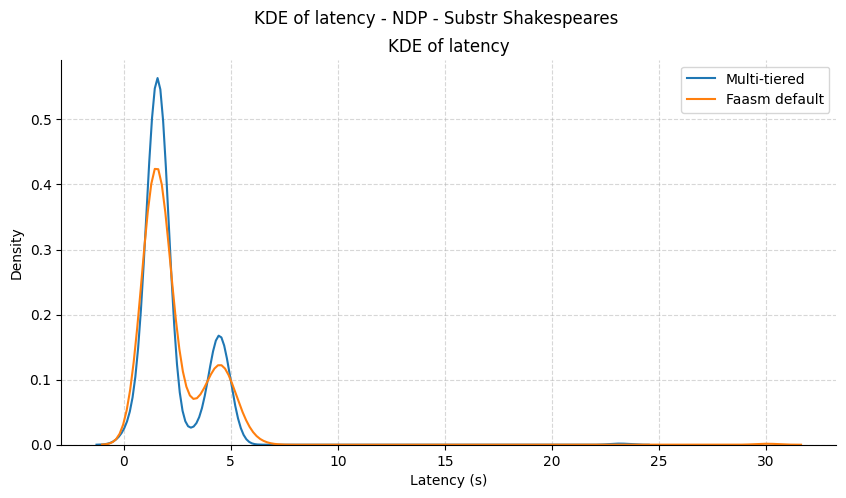 KDE of latency - NDP - Substr Shakespeares
KDE of latency
Multi-tiered
Faasm default
Density
0.5
0.4
0.3
0.2
0.1
0.0
0
5
10
15
20
25
30
Latency (s)